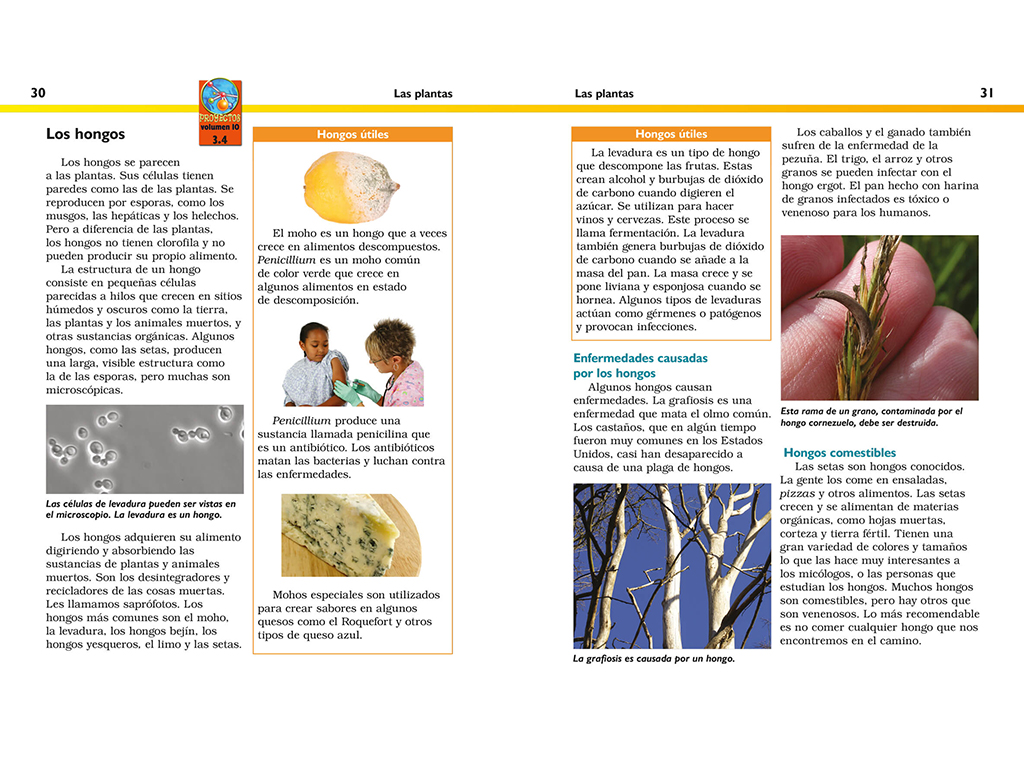 30
PROYECTOS
volumen 10
3.4
Las plantas
Los hongos
Los hongos se parecen
a las plantas. Sus células tienen
paredes como las de las plantas. Se
reproducen por esporas, como los
musgos, las hepáticas y los helechos.
Pero a diferencia de las plantas,
los hongos no tienen clorofila y no
pueden producir su propio alimento.
La estructura de un hongo
consiste en pequeñas células
parecidas a hilos que crecen en sitios
húmedos y oscuros como la tierra,
las plantas y los animales muertos, y
otras sustancias orgánicas. Algunos
hongos, como las setas, producen
una larga, visible estructura como
la de las esporas, pero muchas son
microscópicas.
Las células de levadura pueden ser vistas en
el microscopio. La levadura es un hongo.
Los hongos adquieren su alimento
digiriendo y absorbiendo las
sustancias de plantas y animales
muertos. Son los desintegradores y
recicladores de las cosas muertas.
Les llamamos saprófotos. Los
hongos más comunes son el moho,
la levadura, los hongos bejín, los
hongos yesqueros, el limo y las setas.
Hongos útiles
El moho es un hongo que a veces
crece en alimentos descompuestos.
Penicillium es un moho común
de color verde que crece en
algunos alimentos en estado
de descomposición.
Penicillium produce una
sustancia llamada penicilina que
es un antibiótico. Los antibióticos
matan las bacterias y luchan contra
las enfermedades.
Mohos especiales son utilizados
para crear sabores en algunos
quesos como el Roquefort y otros
tipos de queso azul.
Las plantas
31
Hongos útiles
La levadura es un tipo de hongo
que descompone las frutas. Estas
crean alcohol y burbujas de dióxido
de carbono cuando digieren el
azúcar. Se utilizan para hacer
vinos y cervezas. Este proceso se
llama fermentación. La levadura
también genera burbujas de dióxido
de carbono cuando se añade a la
masa del pan. La masa crece y se
pone liviana y esponjosa cuando se
hornea. Algunos tipos de levaduras
actúan como gérmenes o patógenos
y provocan infecciones.
Enfermedades causadas
por los hongos
Algunos hongos causan
enfermedades. La grafiosis es una
enfermedad que mata el olmo común.
Los castaños, que en algún tiempo
fueron muy comunes en los Estados
Unidos, casi han desaparecido a
causa de una plaga de hongos.
La grafiosis es causada por un hongo.
Los caballos y el ganado también
sufren de la enfermedad de la
pezuña. El trigo, el arroz y otros
granos se pueden infectar con el
hongo ergot. El pan hecho con harina
de granos infectados es tóxico o
venenoso para los humanos.
Esta rama de un grano, contaminada por el
hongo cornezuelo, debe ser destruida.
Hongos comestibles
Las setas son hongos conocidos.
La gente los come en ensaladas,
pizzas y otros alimentos. Las setas
crecen y se alimentan de materias
orgánicas, como hojas muertas,
corteza y tierra fértil. Tienen una
gran variedad de colores y tamaños
lo que las hace muy interesantes a
los micólogos, o las personas que
estudian los hongos. Muchos hongos
son comestibles, pero hay otros que
son venenosos. Lo más recomendable
es no comer cualquier hongo que nos
encontremos en el camino.